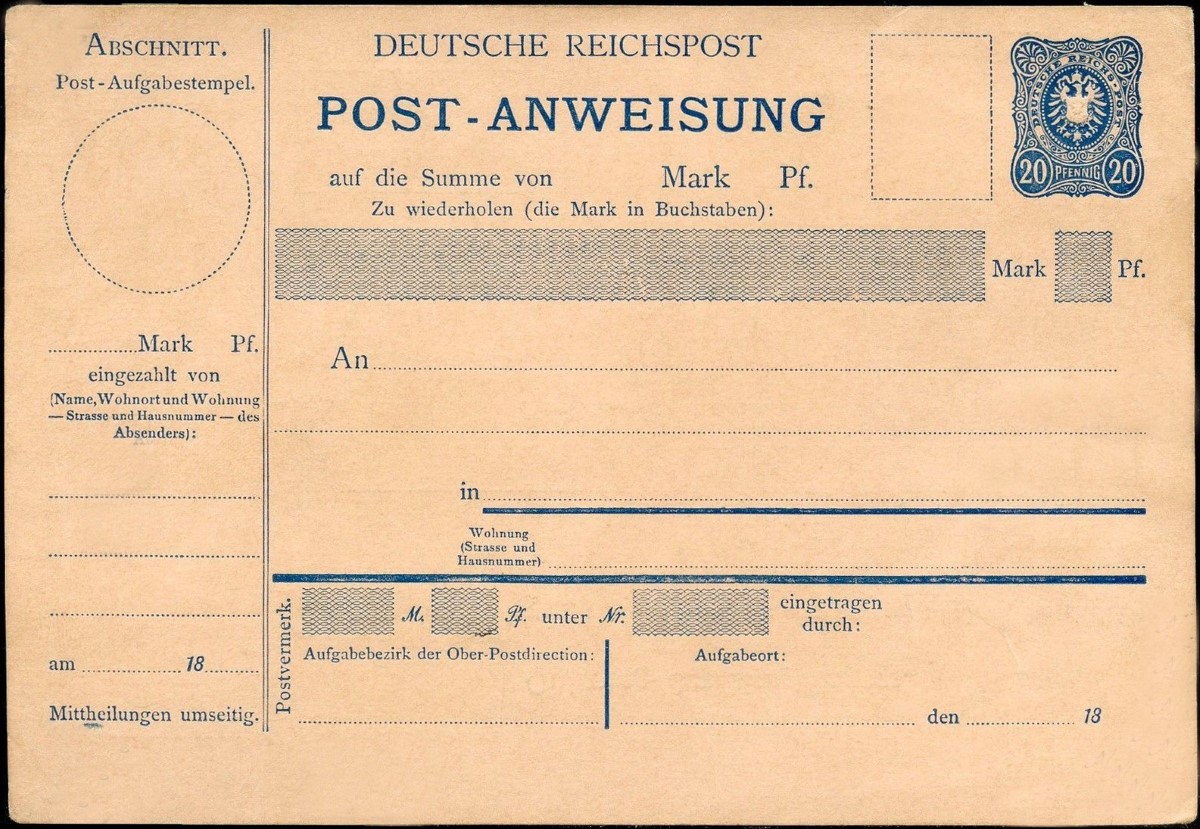 ABSCHNITT.
Post-Aufgabestempel.
Mark Pf.
eingezahlt von
(Name, Wohnort und Wohnung
— Strasse und Hausnummer — des
Absenders):
am 18
Mittheilungen umseitig.
DEUTSCHE REICHSPOST
POST-ANWEISUNG
auf die Summe von Mark Pf.
Zu wiederholen (die Mark in Buchstaben):
Mark Pf.
DEUTSCHE REICHS-POST
20 PFENNIG 20
An
in
Wohnung
(Strasse und
Hausnummer)
Postvermerk.
M. Pf. unter Nr. eingetragen
durch:
Aufgabebezirk der Ober-Postdirection: Aufgabeort:
den 18